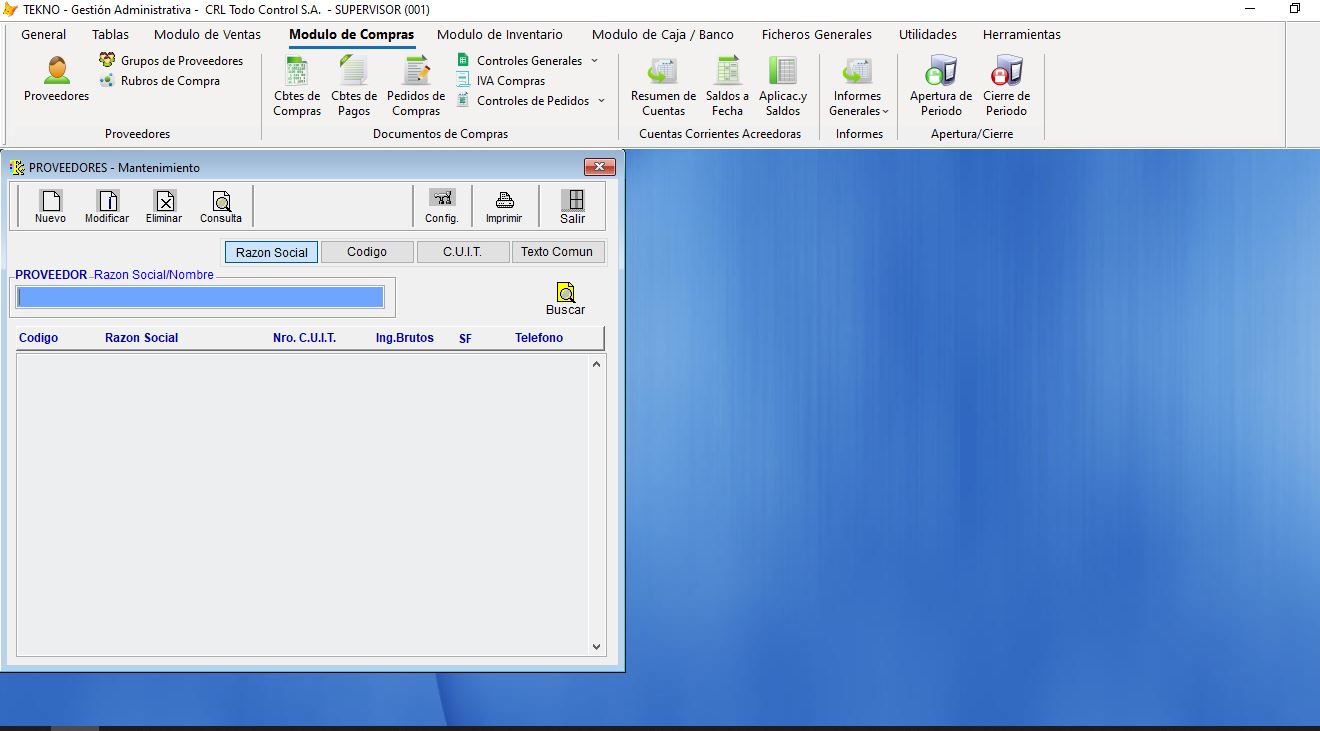 TEKNO - Gestión Administrativa - CRL Todo Control S.A. - SUPERVISOR (001)
General Tablas Modulo de Ventas Modulo de Compras Modulo de Inventario Modulo de Caja / Banco Ficheros Generales Utilidades Herramientas
Proveedores
Grupos de Proveedores
Rubros de Compra
Proveedores
Cbtes de Compras
Cbtes de Pagos
Pedidos de Compras
Controles Generales
IVA Compras
Controles de Pedidos
Documentos de Compras
Resumen de Cuentas
Saldos a Fecha
Aplicac.y Saldos
Cuentas Corrientes Acreedoras
Informes Generales
Informes
Apertura de Periodo
Cierre de Periodo
Apertura/Cierre
PROVEEDORES - Mantenimiento
Nuevo Modificar Eliminar Consulta Config. Imprimir Salir
Razon Social Codigo C.U.I.T. Texto Comun
PROVEEDOR Razon Social/Nombre
Buscar
Codigo Razon Social Nro. C.U.I.T. Ing.Brutos SF Telefono